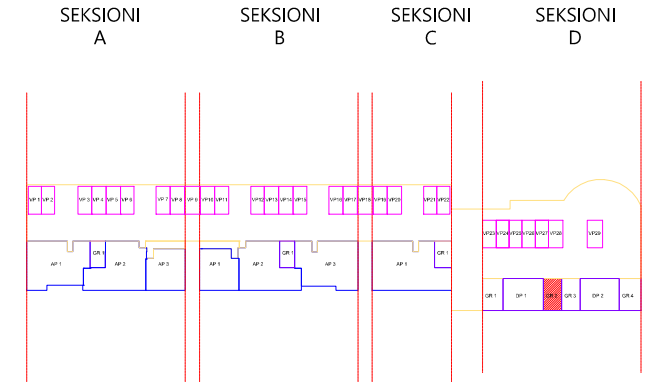 SEKSIONI A
SEKSIONI B
SEKSIONI C
SEKSIONI D
VP 1 VP 2 VP 3 VP 4 VP 5 VP 6 VP 7 VP 8 VP 9 VP10 VP11 VP12 VP13 VP14 VP15 VP16 VP17 VP18 VP19 VP20 VP21 VP22
VP23 VP24 VP25 VP26 VP27 VP28 VP29
AP 1 GR 1 AP 2 AP 3 AP 1 AP 2 GR 1 AP 3 AP 1 GR 1
GR 1 DP 1 GR 2 GR 3 DP 2 GR 4